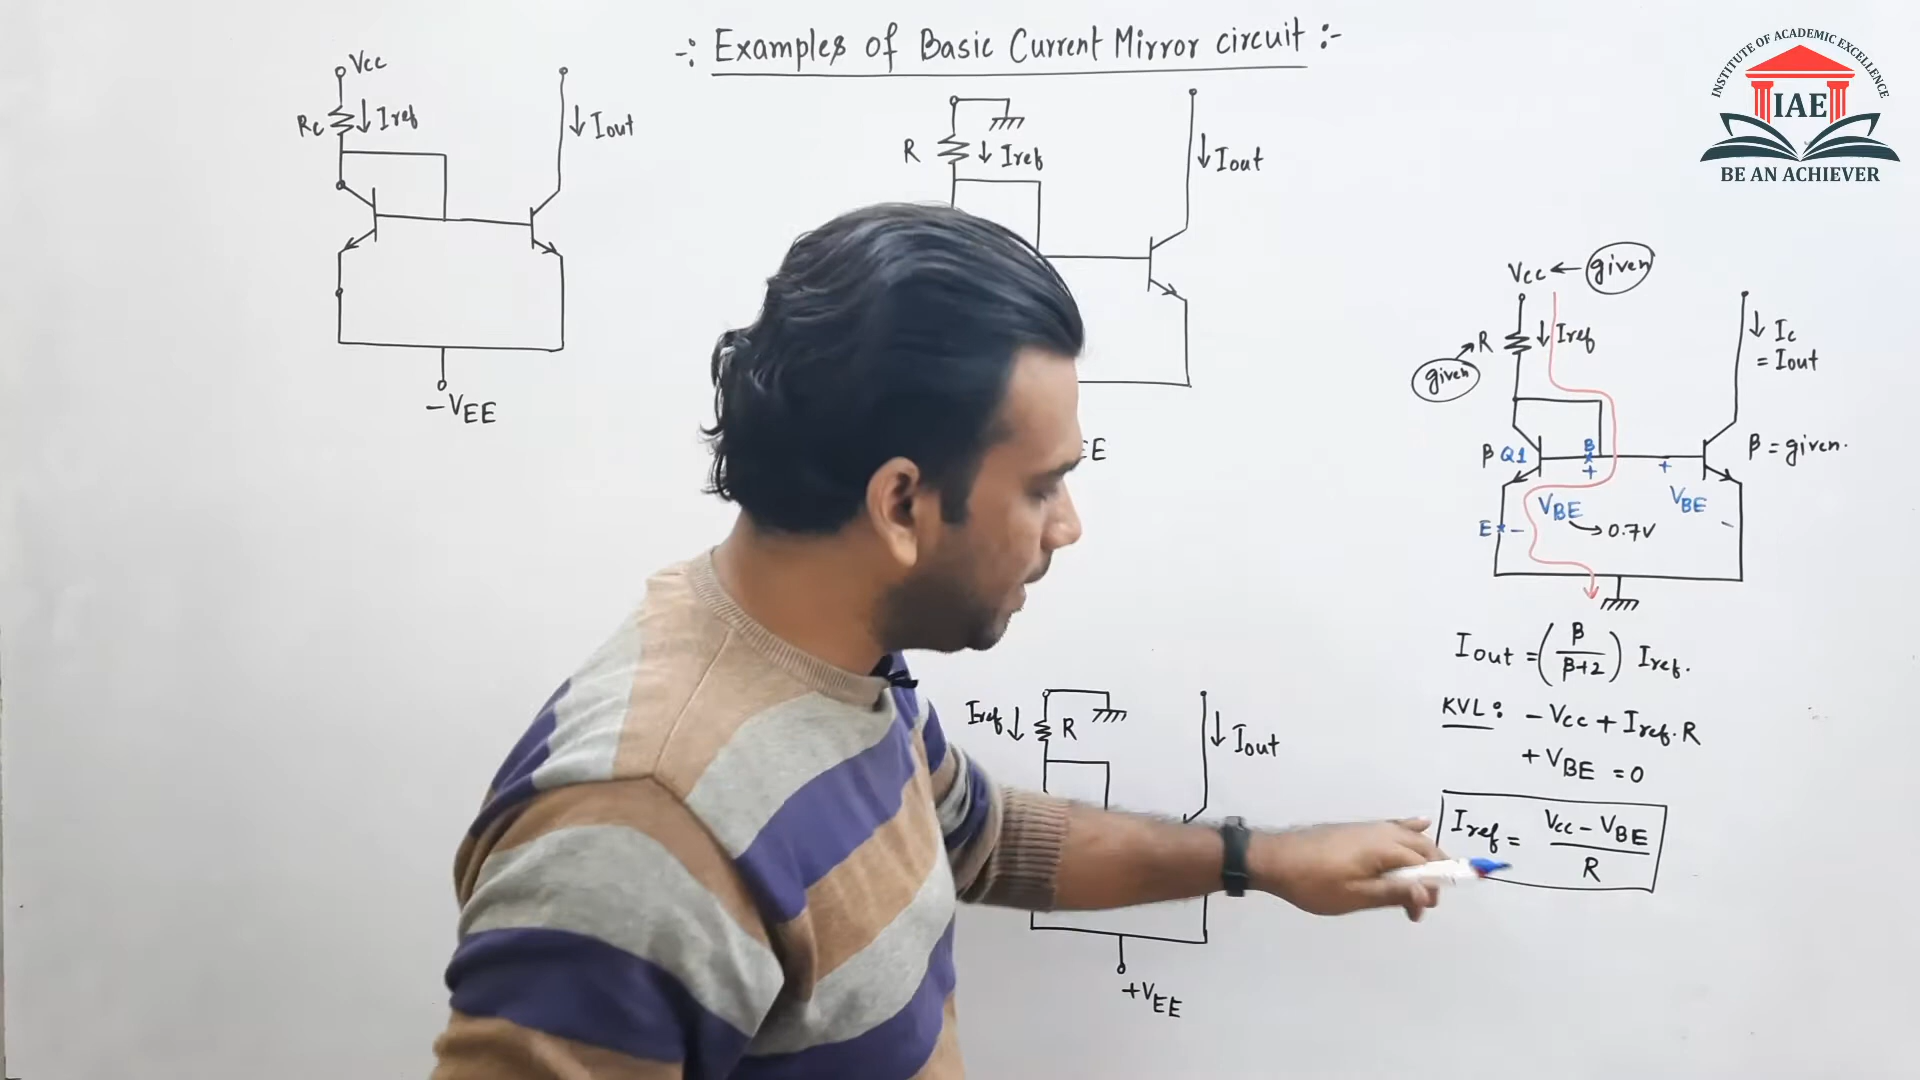 -: Examples of Basic Current Mirror circuit :-
Vcc
Rc ↓ Iref
↓ Iout
-VEE
R ↓ Iref
↓ Iout
EE
Iref ↓ R
↓ Iout
+VEE
INSTITUTE OF ACADEMIC EXCELLENCE
IAE
BE AN ACHIEVER
Vcc ← given
given → R ↓ Iref
↓ Ic
= Iout
β Q1 B
+ +
β = given.
VBE VBE
E - → 0.7V -
Iout = (β / β+2) Iref.
KVL: - Vcc + Iref. R
+ VBE = 0
Iref = Vcc - VBE / R